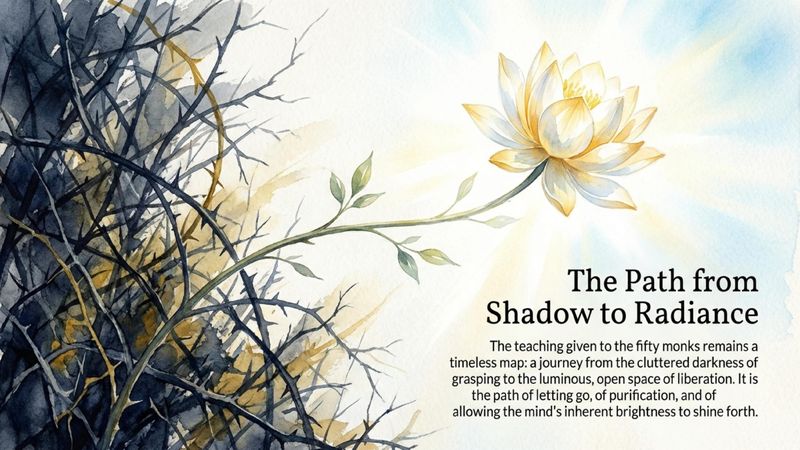 The Path from
Shadow to Radiance
The teaching given to the fifty monks remains a
timeless map: a journey from the cluttered darkness of
grasping to the luminous, open space of liberation. It is
the path of letting go, of purification, and of
allowing the mind's inherent brightness to shine forth.